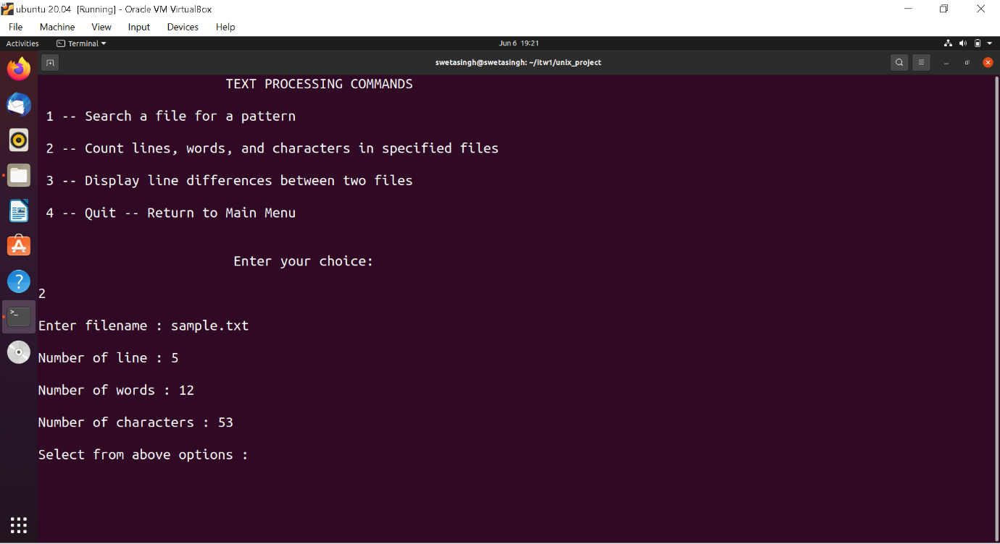 ubuntu 20.04 [Running] - Oracle VM VirtualBox
File Machine View Input Devices Help
Activities Terminal Jun 6 19:21
swetasingh@swetasingh: ~/itw1/unix_project
TEXT PROCESSING COMMANDS
1 -- Search a file for a pattern
2 -- Count lines, words, and characters in specified files
3 -- Display line differences between two files
4 -- Quit -- Return to Main Menu
Enter your choice:
2
Enter filename : sample.txt
Number of line : 5
Number of words : 12
Number of characters : 53
Select from above options :